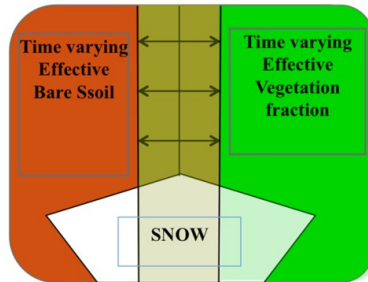 Time varying
Effective
Bare Ssoil
Time varying
Effective
Vegetation
fraction
SNOW